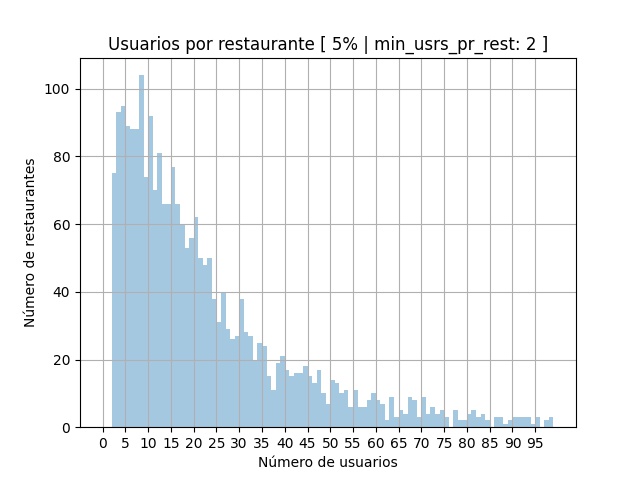 Usuarios por restaurante [ 5% | min_usrs_pr_rest: 2 ]
Número de restaurantes
100
80
60
40
20
0
0 5 10 15 20 25 30 35 40 45 50 55 60 65 70 75 80 85 90 95
Número de usuarios